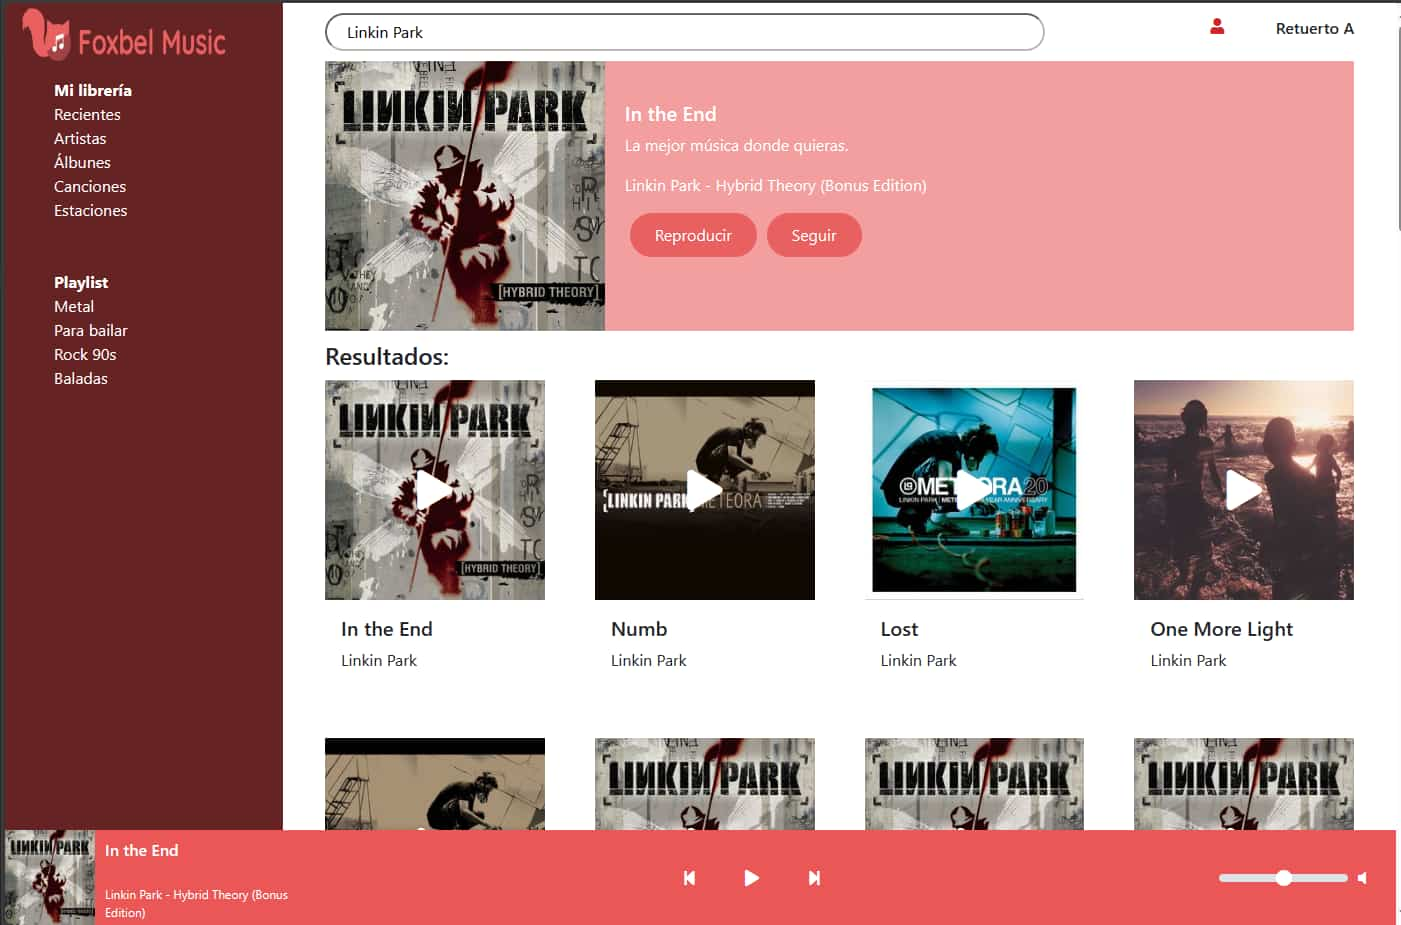 Foxbel Music
Mi librería
Recientes
Artistas
Álbunes
Canciones
Estaciones
Playlist
Metal
Para bailar
Rock 90s
Baladas
Linkin Park
Retuerto A
LINKIN PARK
[HYBRID THEORY]
In the End
La mejor música donde quieras.
Linkin Park - Hybrid Theory (Bonus Edition)
Reproducir
Seguir
Resultados:
LINKIN PARK
[HYBRID THEORY]
In the End
Linkin Park
[LINKIN PARK] METEORA
Numb
Linkin Park
METEORA20
LINKIN PARK
Lost
Linkin Park
One More Light
Linkin Park
LINKIN PARK
LINKIN PARK
LINKIN PARK
LINKIN PARK
In the End
Linkin Park - Hybrid Theory (Bonus
Edition)